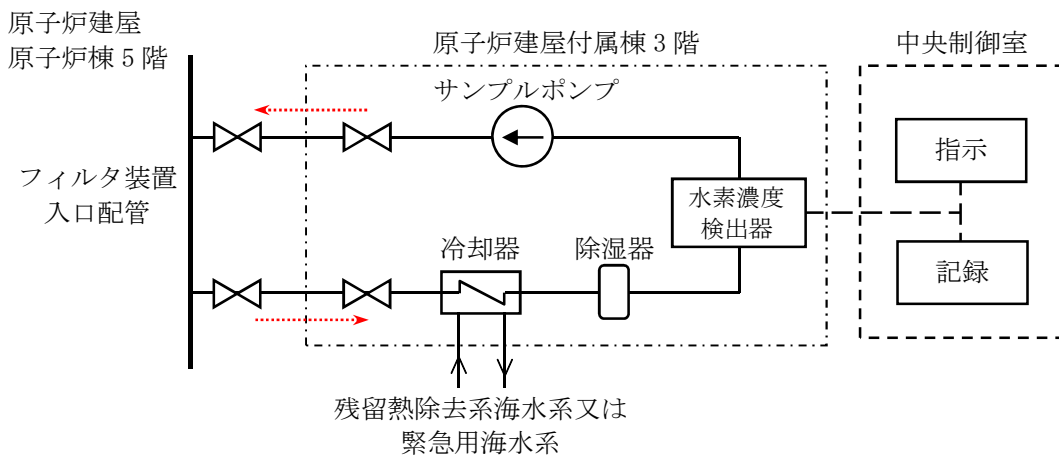 原子炉建屋
原子炉棟５階
原子炉建屋付属棟３階
中央制御室
サンプルポンプ
指示
フィルタ装置
入口配管
水素濃度
検出器
冷却器
除湿器
記録
残留熱除去系海水系又は
緊急用海水系